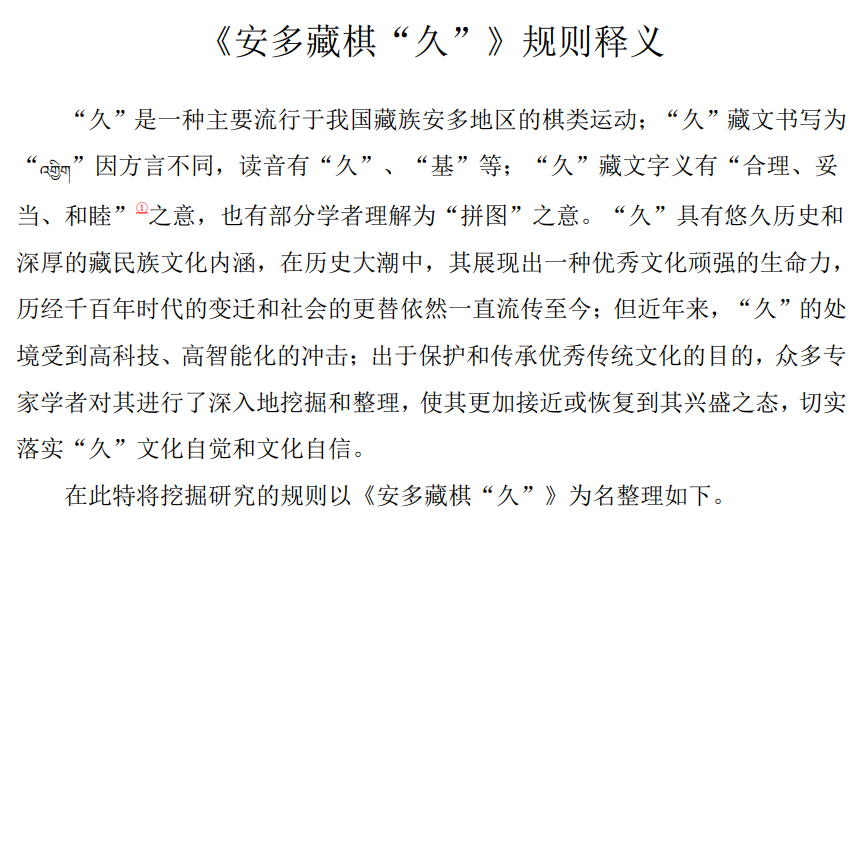 《安多藏棋“久”》规则释义
“久”是一种主要流行于我国藏族安多地区的棋类运动；“久”藏文书写为
“འགྱིག”因方言不同，读音有“久”、“基”等；“久”藏文字义有“合理、妥
当、和睦”①之意，也有部分学者理解为“拼图”之意。“久”具有悠久历史和
深厚的藏民族文化内涵，在历史大潮中，其展现出一种优秀文化顽强的生命力，
历经千百年时代的变迁和社会的更替依然一直流传至今；但近年来，“久”的处
境受到高科技、高智能化的冲击；出于保护和传承优秀传统文化的目的，众多专
家学者对其进行了深入地挖掘和整理，使其更加接近或恢复到其兴盛之态，切实
落实“久”文化自觉和文化自信。
在此特将挖掘研究的规则以《安多藏棋“久”》为名整理如下。